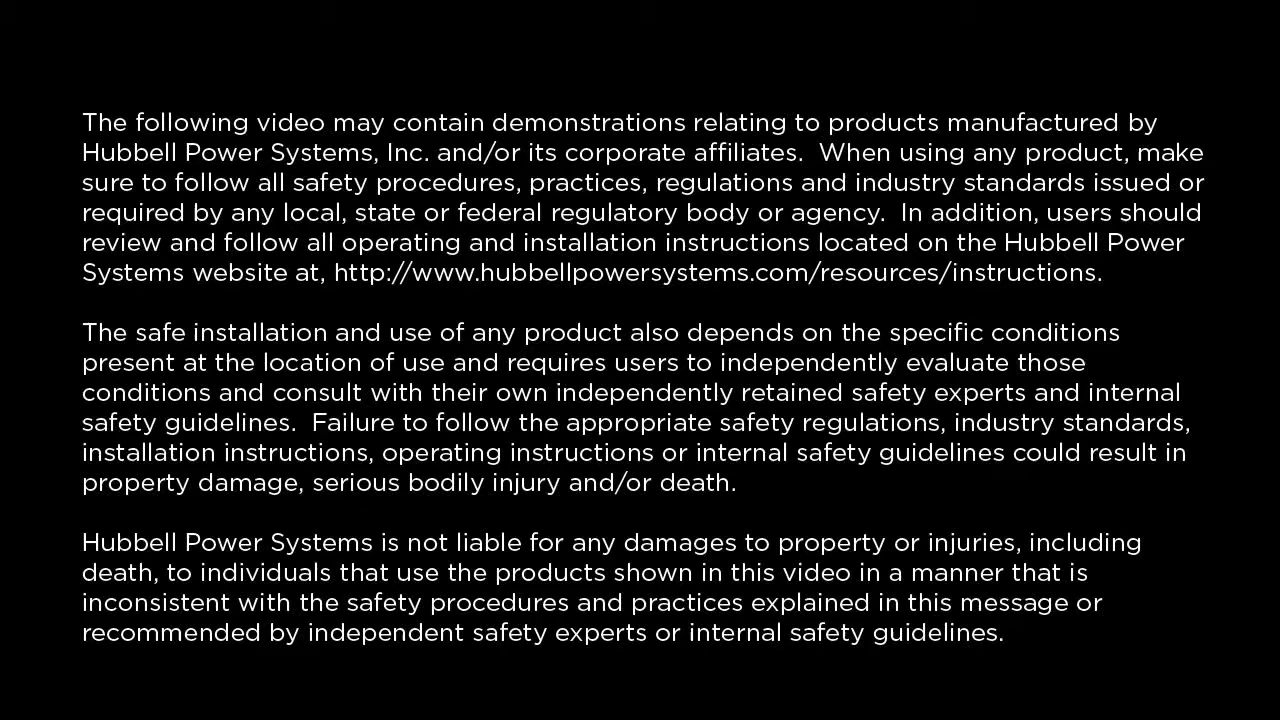 The following video may contain demonstrations relating to products manufactured by
Hubbell Power Systems, Inc. and/or its corporate affiliates.  When using any product, make
sure to follow all safety procedures, practices, regulations and industry standards issued or
required by any local, state or federal regulatory body or agency.  In addition, users should
review and follow all operating and installation instructions located on the Hubbell Power
Systems website at, http://www.hubbellpowersystems.com/resources/instructions.
The safe installation and use of any product also depends on the specific conditions
present at the location of use and requires users to independently evaluate those
conditions and consult with their own independently retained safety experts and internal
safety guidelines.  Failure to follow the appropriate safety regulations, industry standards,
installation instructions, operating instructions or internal safety guidelines could result in
property damage, serious bodily injury and/or death.
Hubbell Power Systems is not liable for any damages to property or injuries, including
death, to individuals that use the products shown in this video in a manner that is
inconsistent with the safety procedures and practices explained in this message or
recommended by independent safety experts or internal safety guidelines.